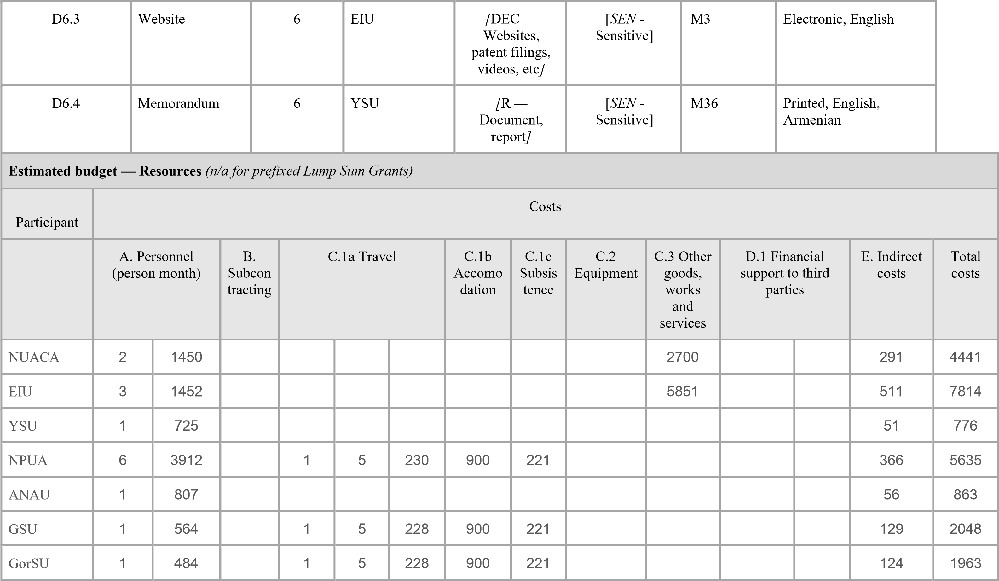 D6.3 Website 6 EIU [DEC — [SEN - M3 Electronic, English
Websites, Sensitive]
patent filings,
videos, etc]
D6.4 Memorandum 6 YSU [R — [SEN - M36 Printed, English,
Document, Sensitive] Armenian
report]
Estimated budget — Resources (n/a for prefixed Lump Sum Grants)
Costs
Participant
A. Personnel B. C.1a Travel C.1b C.1c C.2 C.3 Other D.1 Financial E. Indirect Total
(person month) Subcon Accomo Subsis Equipment goods, support to third costs costs
tracting dation tence works parties
and
services
NUACA 2 1450 2700 291 4441
EIU 3 1452 5851 511 7814
YSU 1 725 51 776
NPUA 6 3912 1 5 230 900 221 366 5635
ANAU 1 807 56 863
GSU 1 564 1 5 228 900 221 129 2048
GorSU 1 484 1 5 228 900 221 124 1963